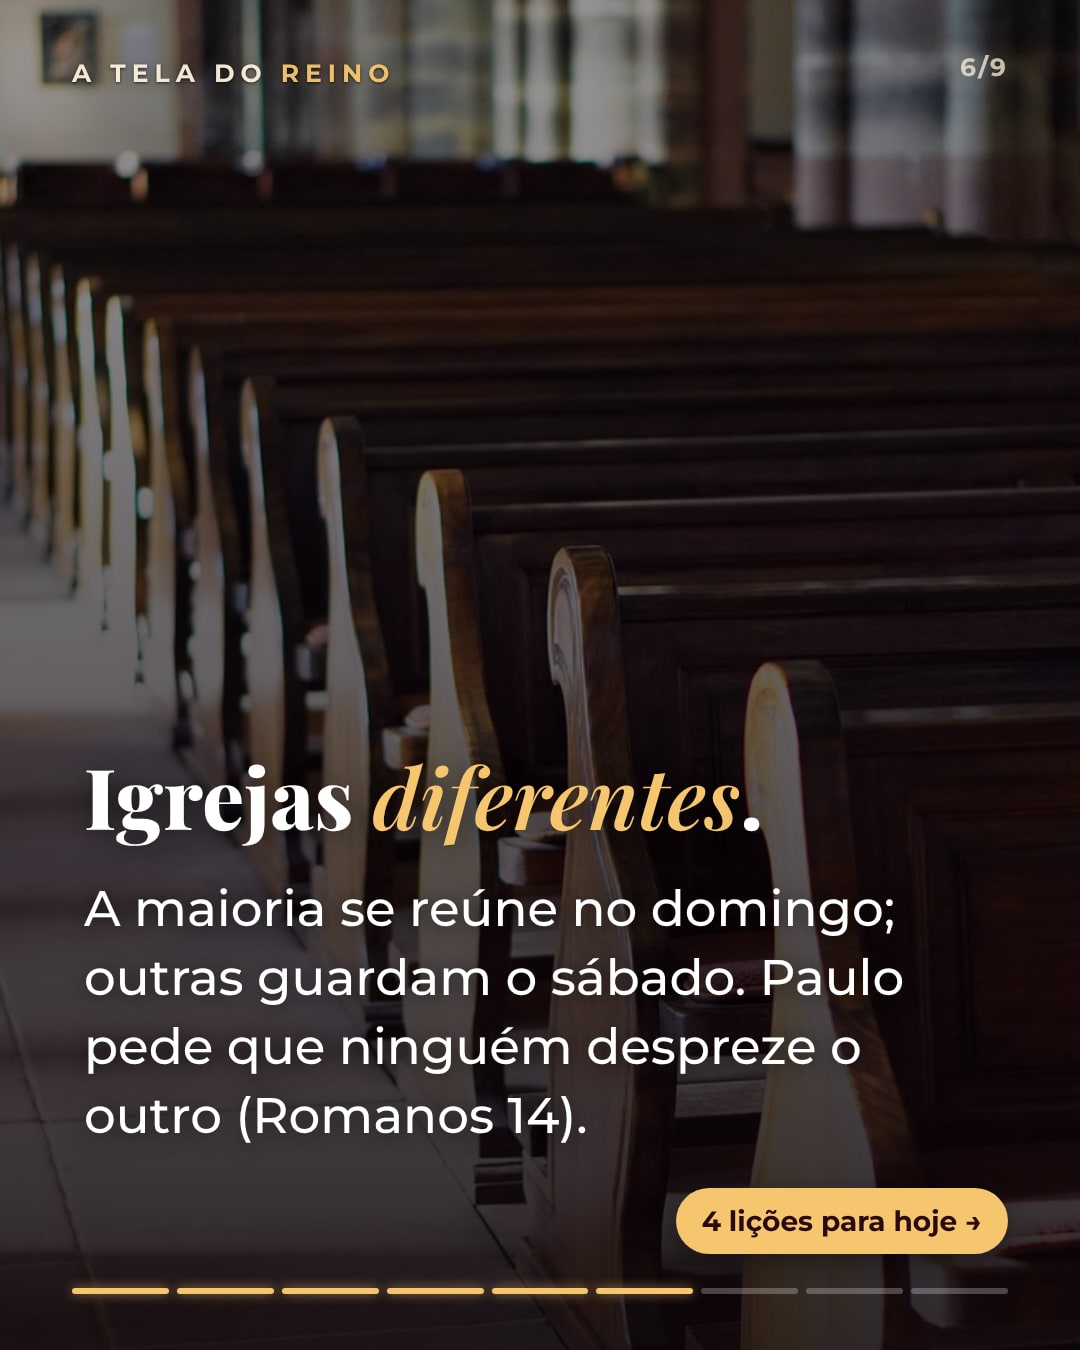 A TELA DO REINO
6/9
Igrejas diferentes.
A maioria se reúne no domingo;
outras guardam o sábado. Paulo
pede que ninguém despreze o
outro (Romanos 14).
4 lições para hoje →